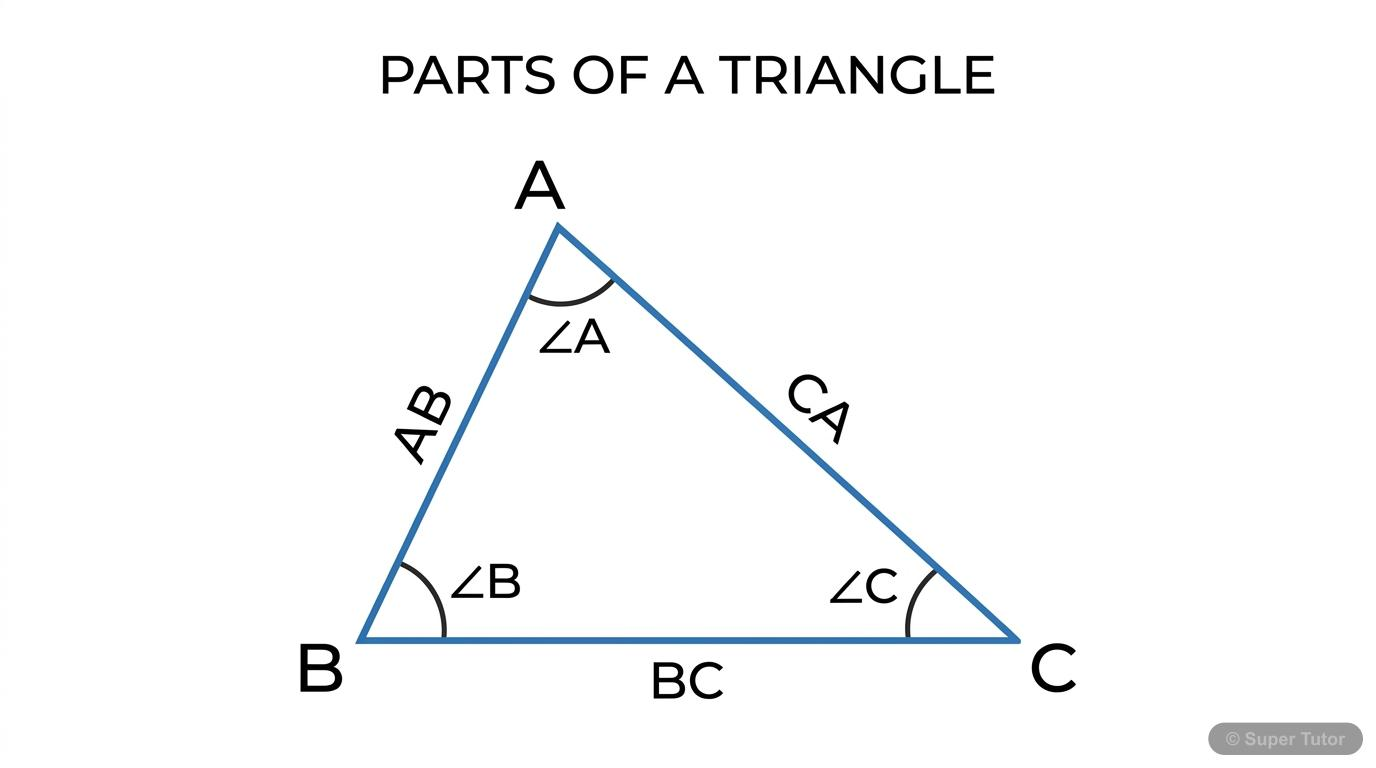 PARTS OF A TRIANGLE
A
∠A
AB
CA
∠B
∠C
B
BC
C
© Super Tutor